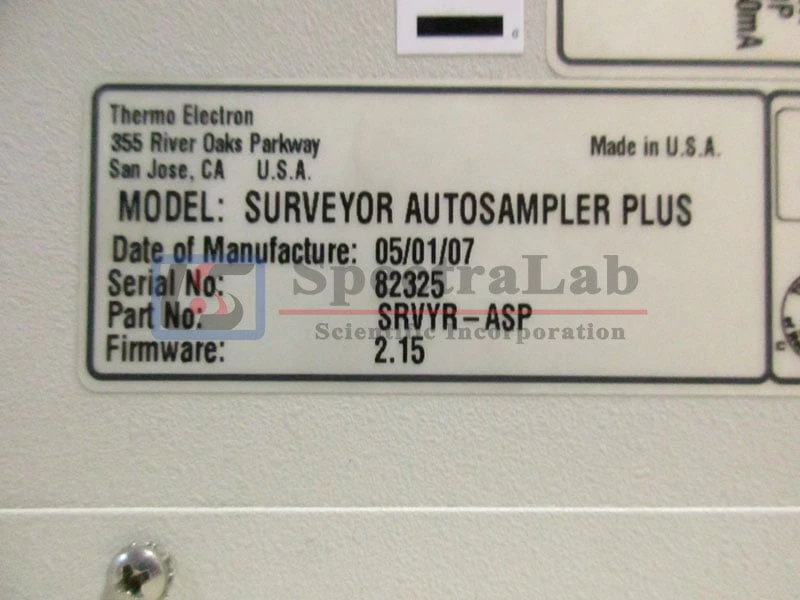 Thermo Electron
355 River Oaks Parkway
San Jose, CA U.S.A.
Made in U.S.A.
MODEL: SURVEYOR AUTOSAMPLER PLUS
Date of Manufacture: 05/01/07
Serial No: 82325
Part No: SRVYR-ASP
Firmware: 2.15
SpectraLab
Scientific Incorporation